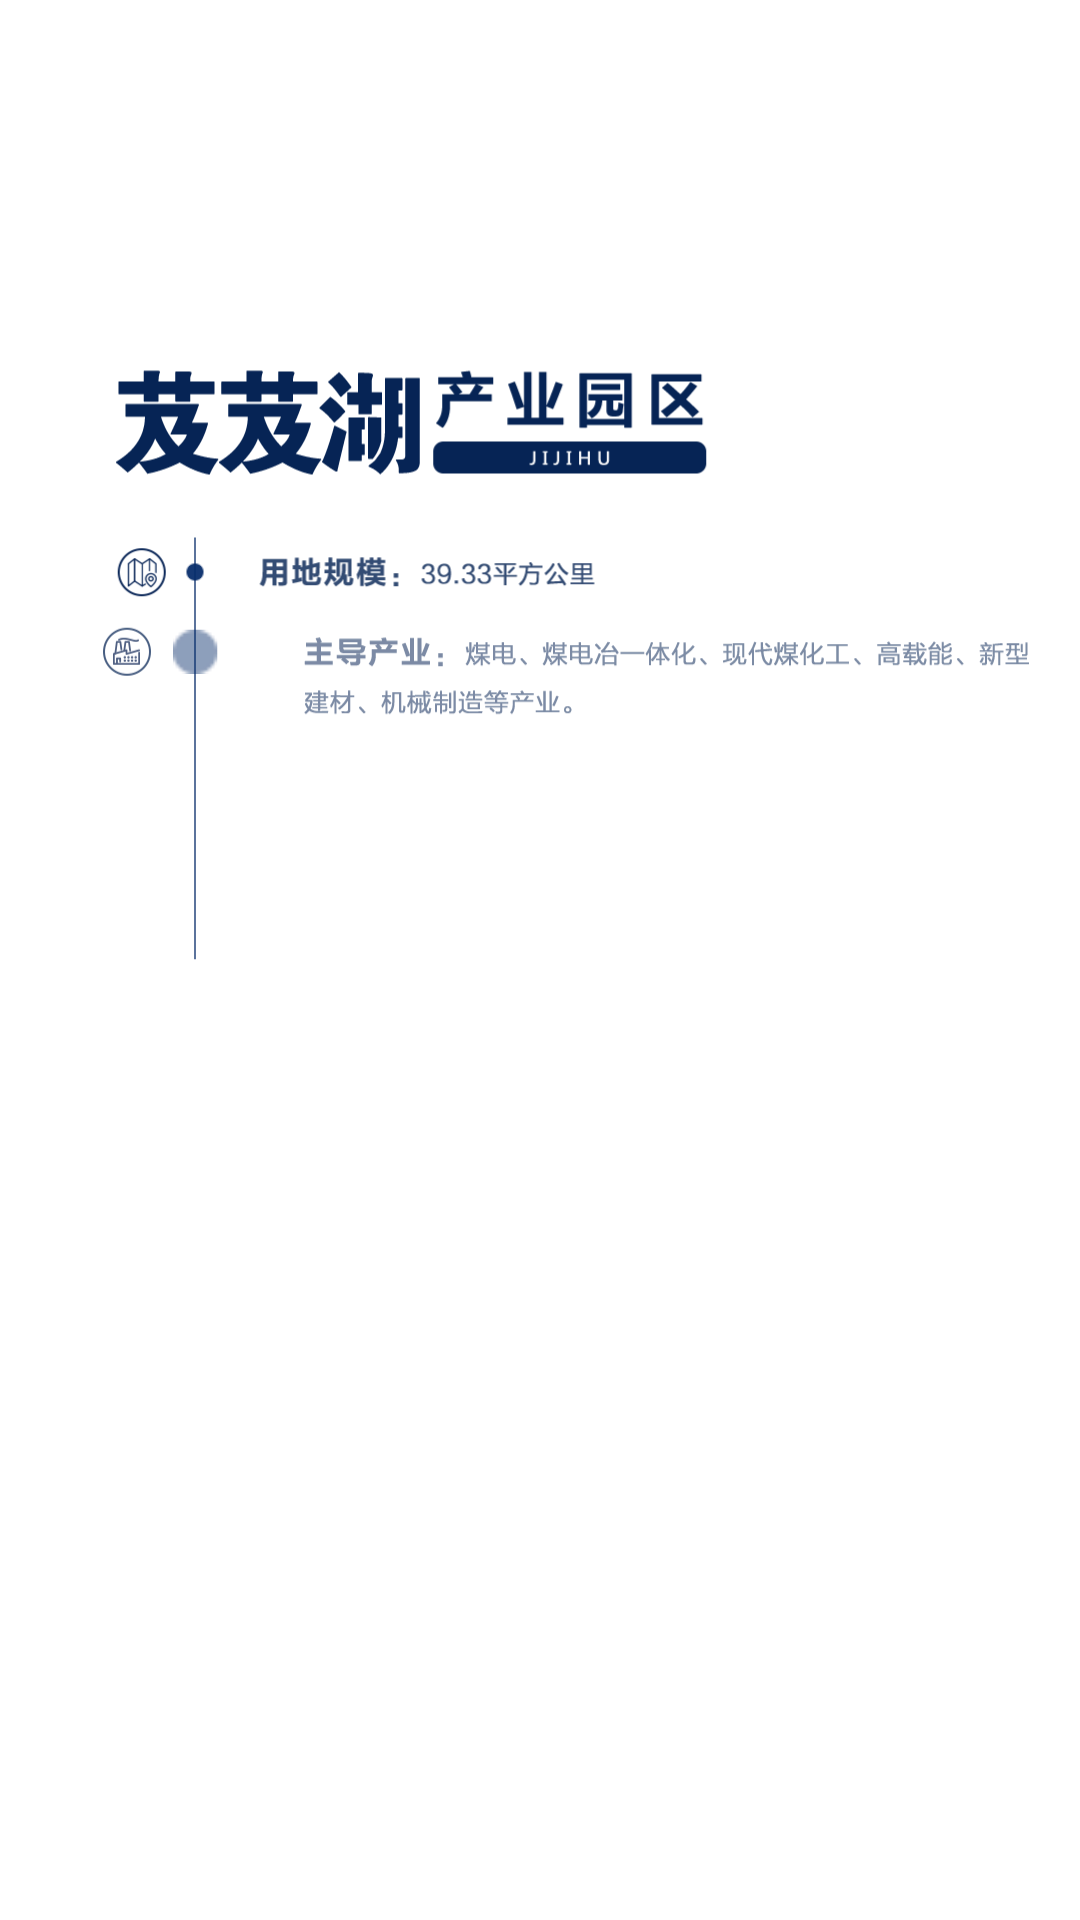 芨芨湖产业园区
JIJIHU
用地规模：39.33平方公里
主导产业：煤电、煤电冶一体化、现代煤化工、高载能、新型
建材、机械制造等产业。